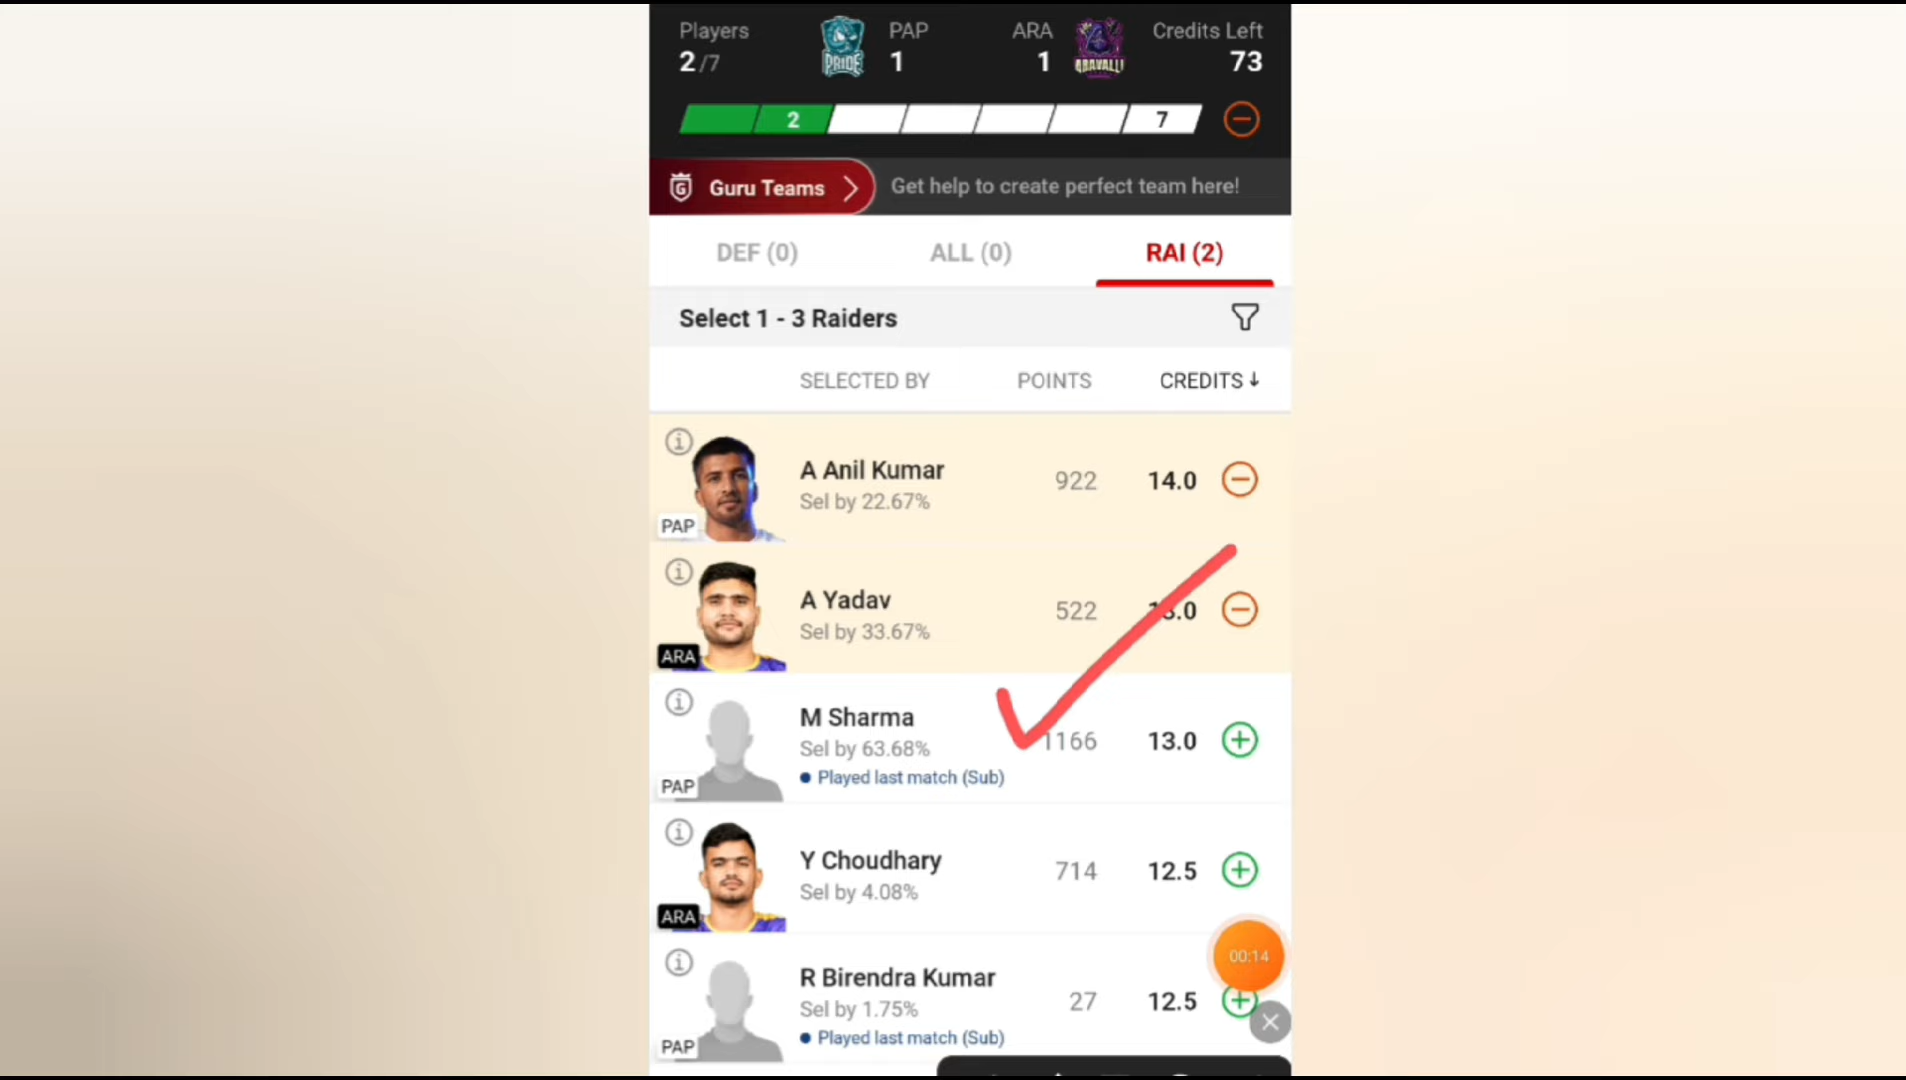 Players PAP ARA Credits Left
2/7 PRIDE 1 1 ARAVALLI 73
2 7
Guru Teams Get help to create perfect team here!
DEF (0) ALL (0) RAI (2)
Select 1 - 3 Raiders
SELECTED BY POINTS CREDITS↓
A Anil Kumar
Sel by 22.67% 922 14.0
PAP
A Yadav
Sel by 33.67% 522
ARA
M Sharma
Sel by 63.68% 1166 13.0
Played last match (Sub)
PAP
Y Choudhary
Sel by 4.08% 714 12.5
ARA
00:14
R Birendra Kumar
Sel by 1.75% 27 12.5
Played last match (Sub)
PAP